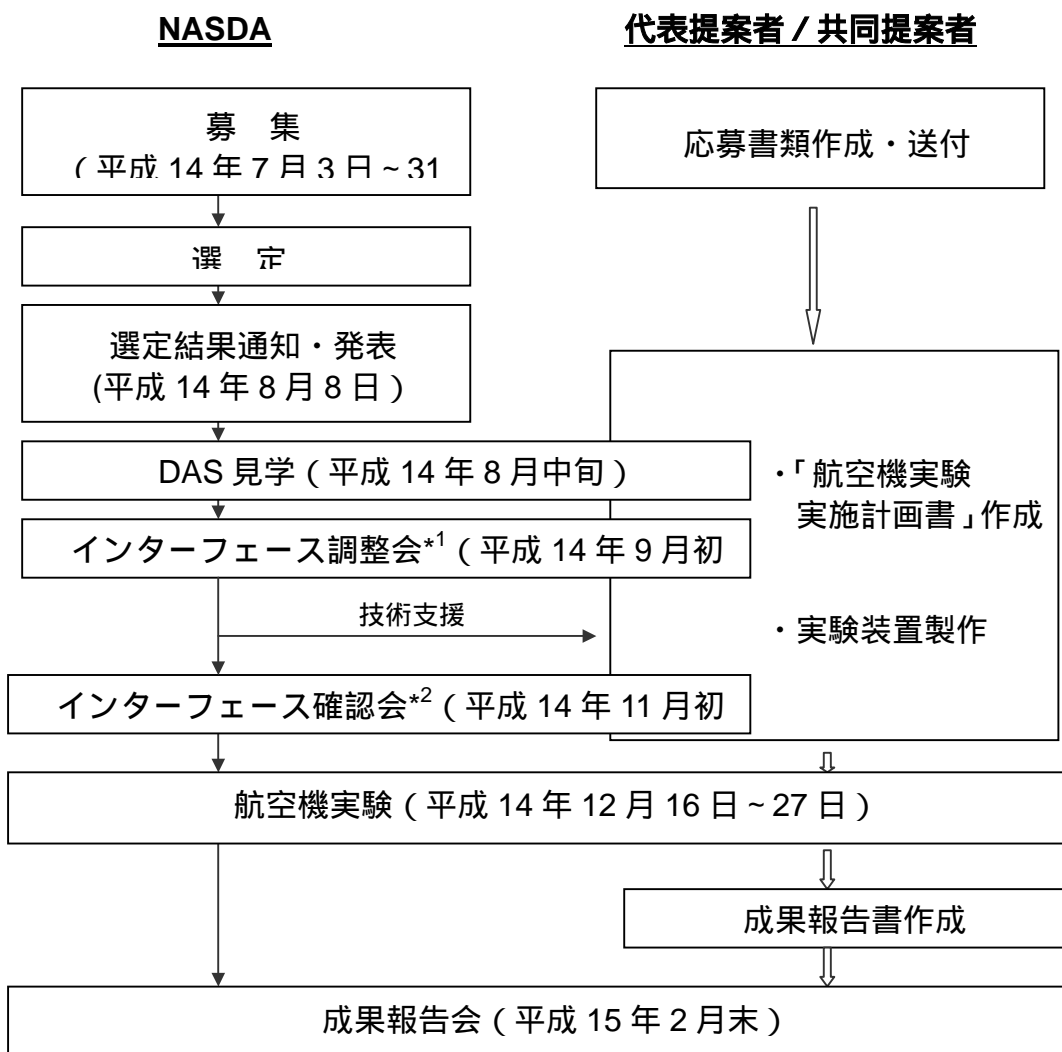 NASDA
代表提案者 / 共同提案者
募　集
（平成 14 年 7 月 3 日 ~ 31
応募書類作成・送付
選　定
選定結果通知・発表
(平成 14 年 8 月 8 日）
DAS 見学（平成 14 年 8 月中旬）
インターフェース調整会*1（平成 14 年 9 月初
技術支援
・「航空機実験
実施計画書」作成
・実験装置製作
インターフェース確認会*2（平成 14 年 11 月初
航空機実験（平成 14 年 12 月 16 日 ~ 27 日）
成果報告書作成
成果報告会（平成 15 年 2 月末）